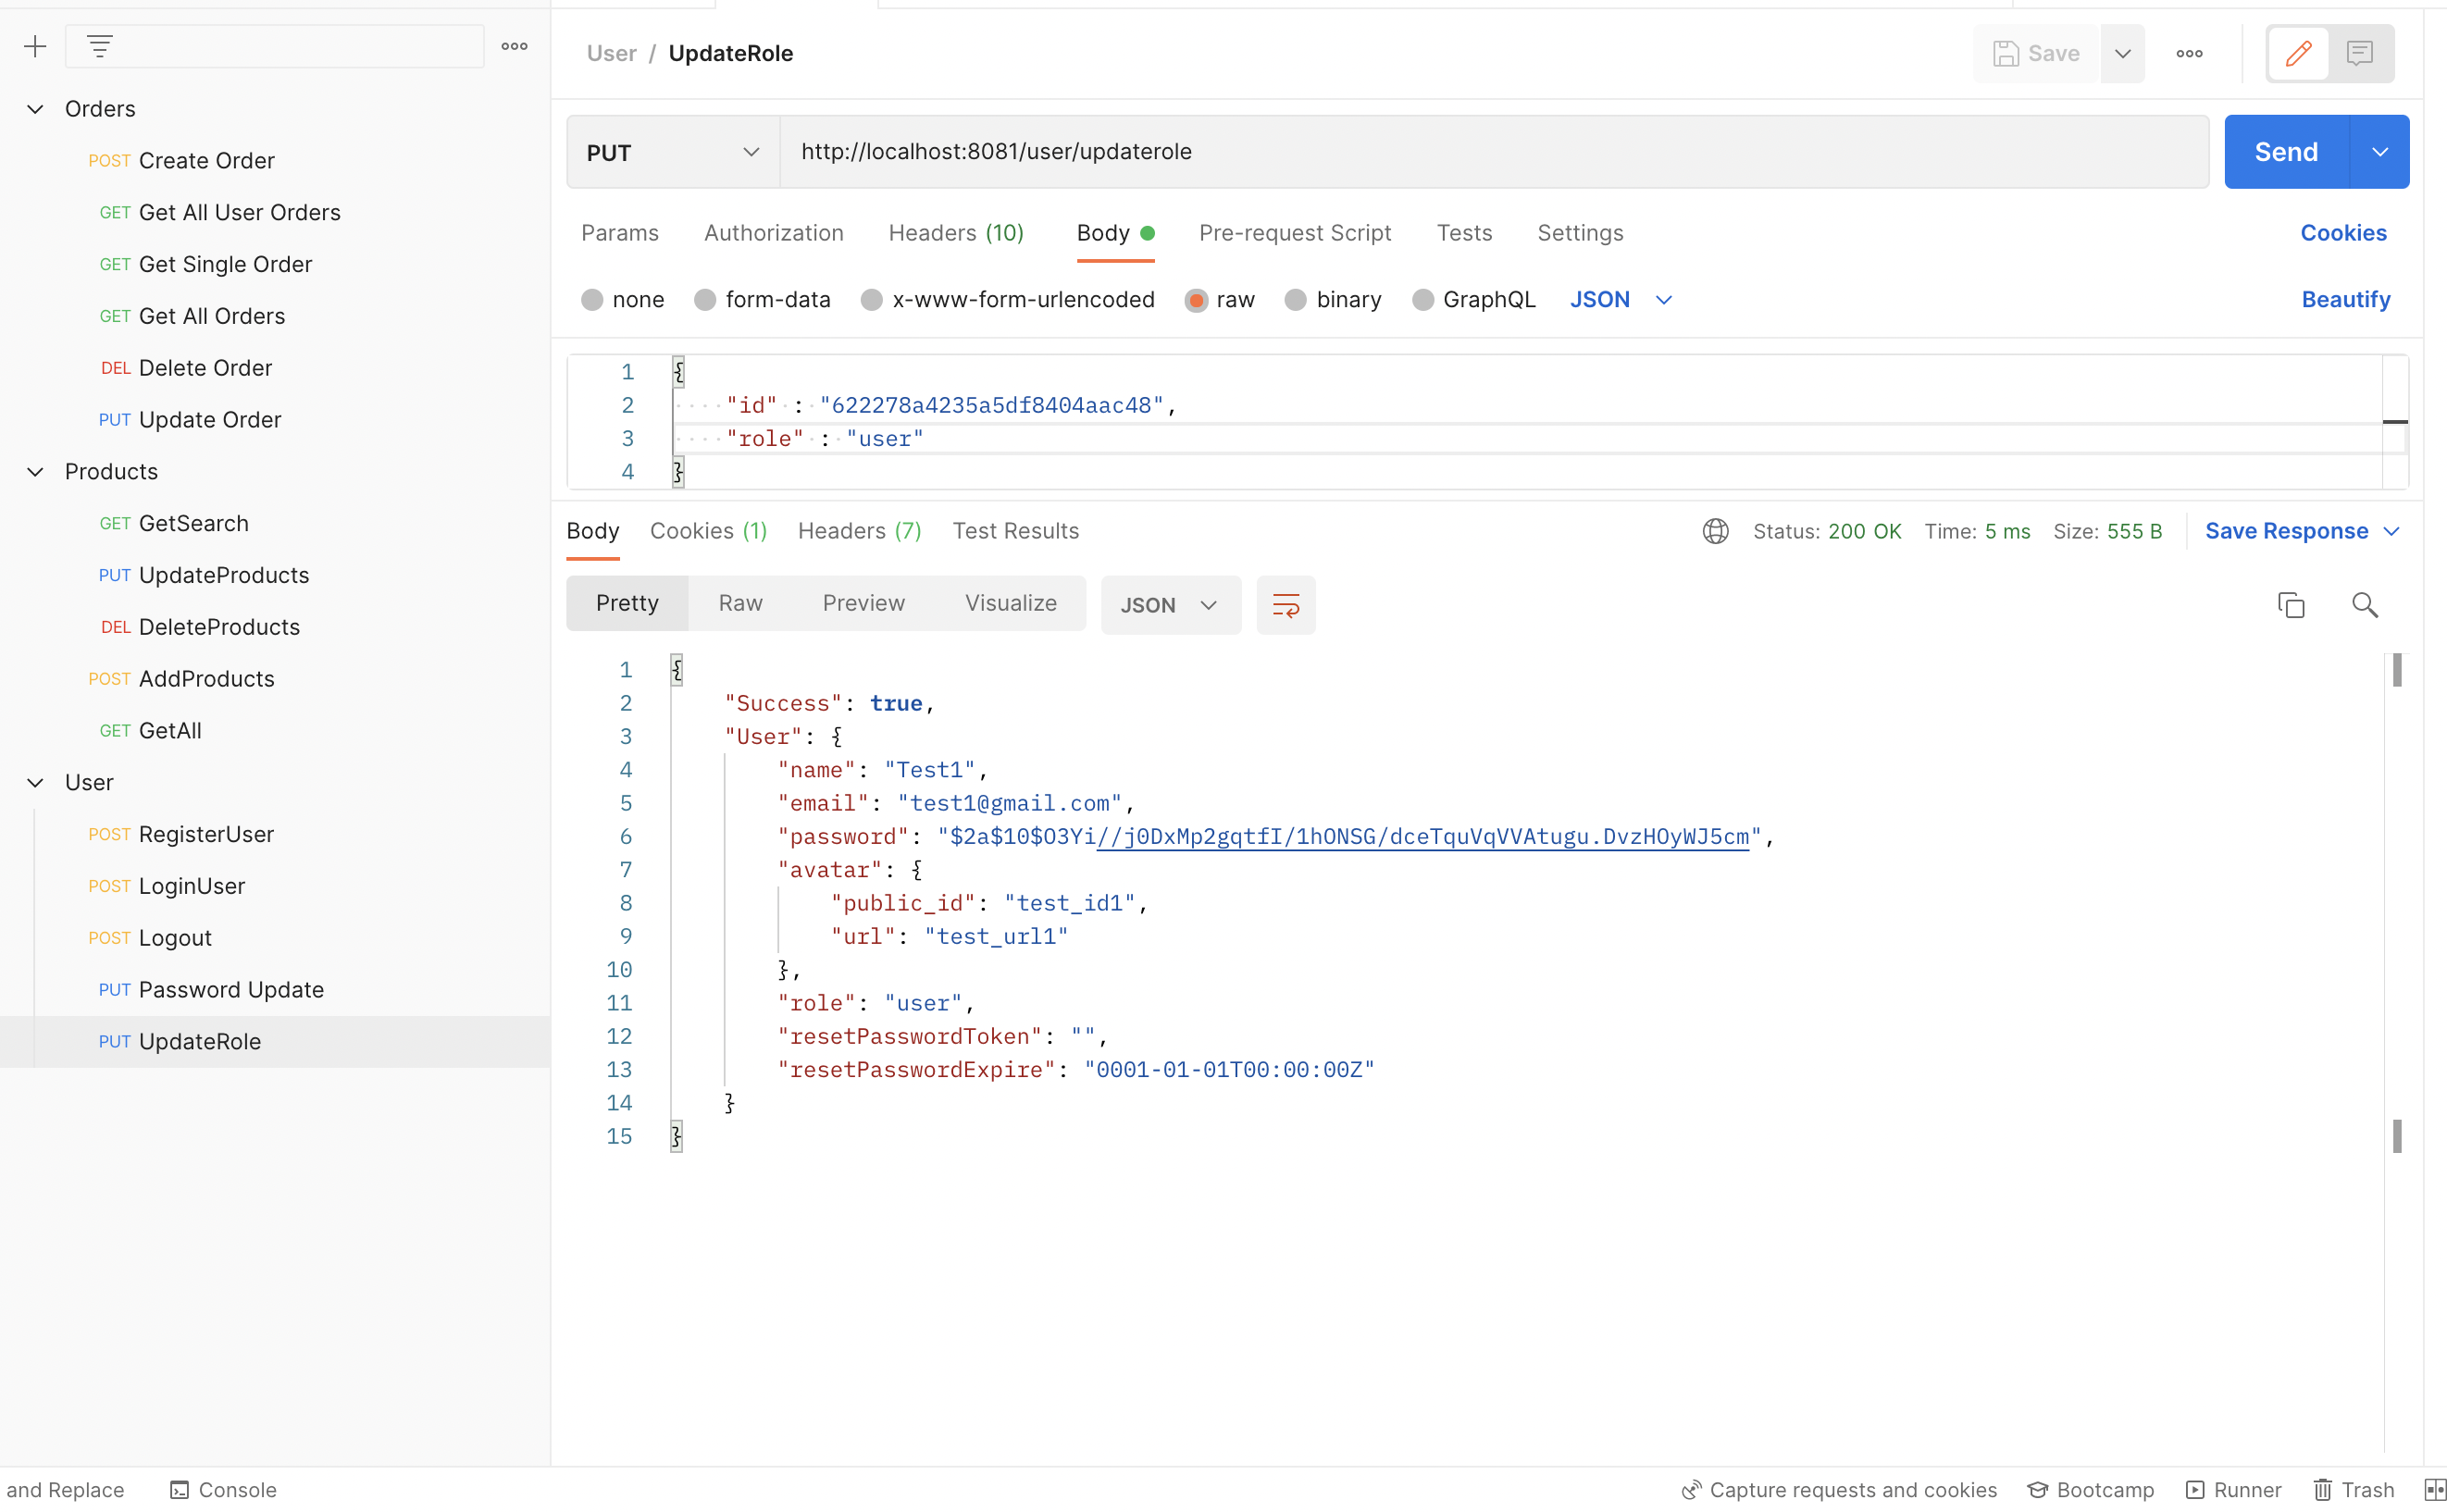 Orders
POST Create Order
GET Get All User Orders
GET Get Single Order
GET Get All Orders
DEL Delete Order
PUT Update Order
Products
GET GetSearch
PUT UpdateProducts
DEL DeleteProducts
POST AddProducts
GET GetAll
User
POST RegisterUser
POST LoginUser
POST Logout
PUT Password Update
PUT UpdateRole
User / UpdateRole
Save
PUT http://localhost:8081/user/updaterole
Send
Params Authorization Headers (10) Body Pre-request Script Tests Settings Cookies
none form-data x-www-form-urlencoded raw binary GraphQL JSON Beautify
1 {
2 "id" : "622278a4235a5df8404aac48",
3 "role" : "user"
4 }
Body Cookies (1) Headers (7) Test Results Status: 200 OK Time: 5 ms Size: 555 B Save Response
Pretty Raw Preview Visualize JSON
1 {
2 "Success": true,
3 "User": {
4 "name": "Test1",
5 "email": "test1@gmail.com",
6 "password": "$2a$10$O3Yi//j0DxMp2gqtfI/1hONSG/dceTquVqVVAtugu.DvzHOyWJ5cm",
7 "avatar": {
8 "public_id": "test_id1",
9 "url": "test_url1"
10 },
11 "role": "user",
12 "resetPasswordToken": "",
13 "resetPasswordExpire": "0001-01-01T00:00:00Z"
14 }
15 }
and Replace Console Capture requests and cookies Bootcamp Runner Trash